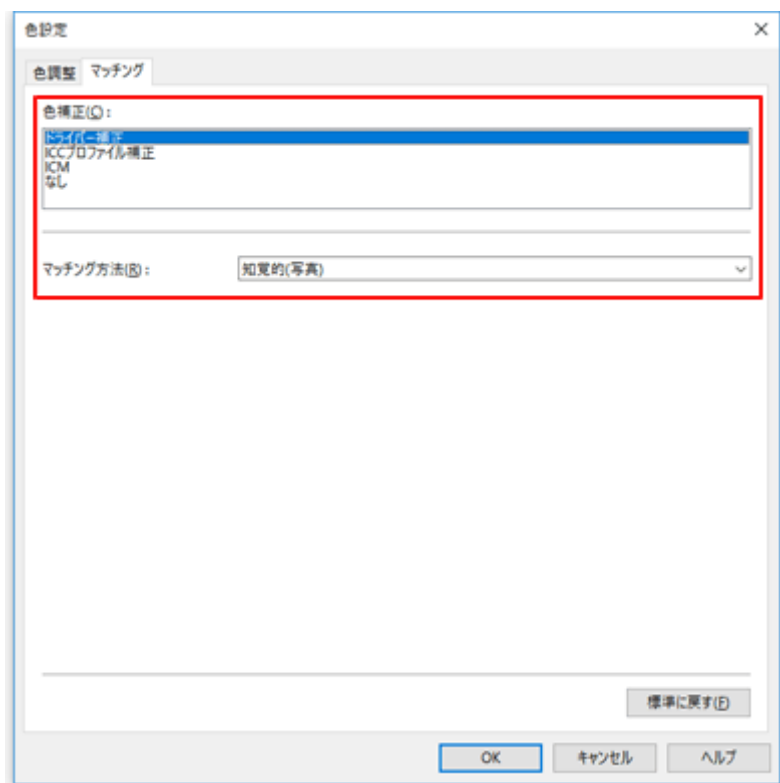 色設定
色調整 マッチング
色補正(C):
ドライバー補正
ICCプロファイル補正
ICM
なし
マッチング方法(R): 知覚的(写真)
標準に戻す(F)
OK キャンセル ヘルプ